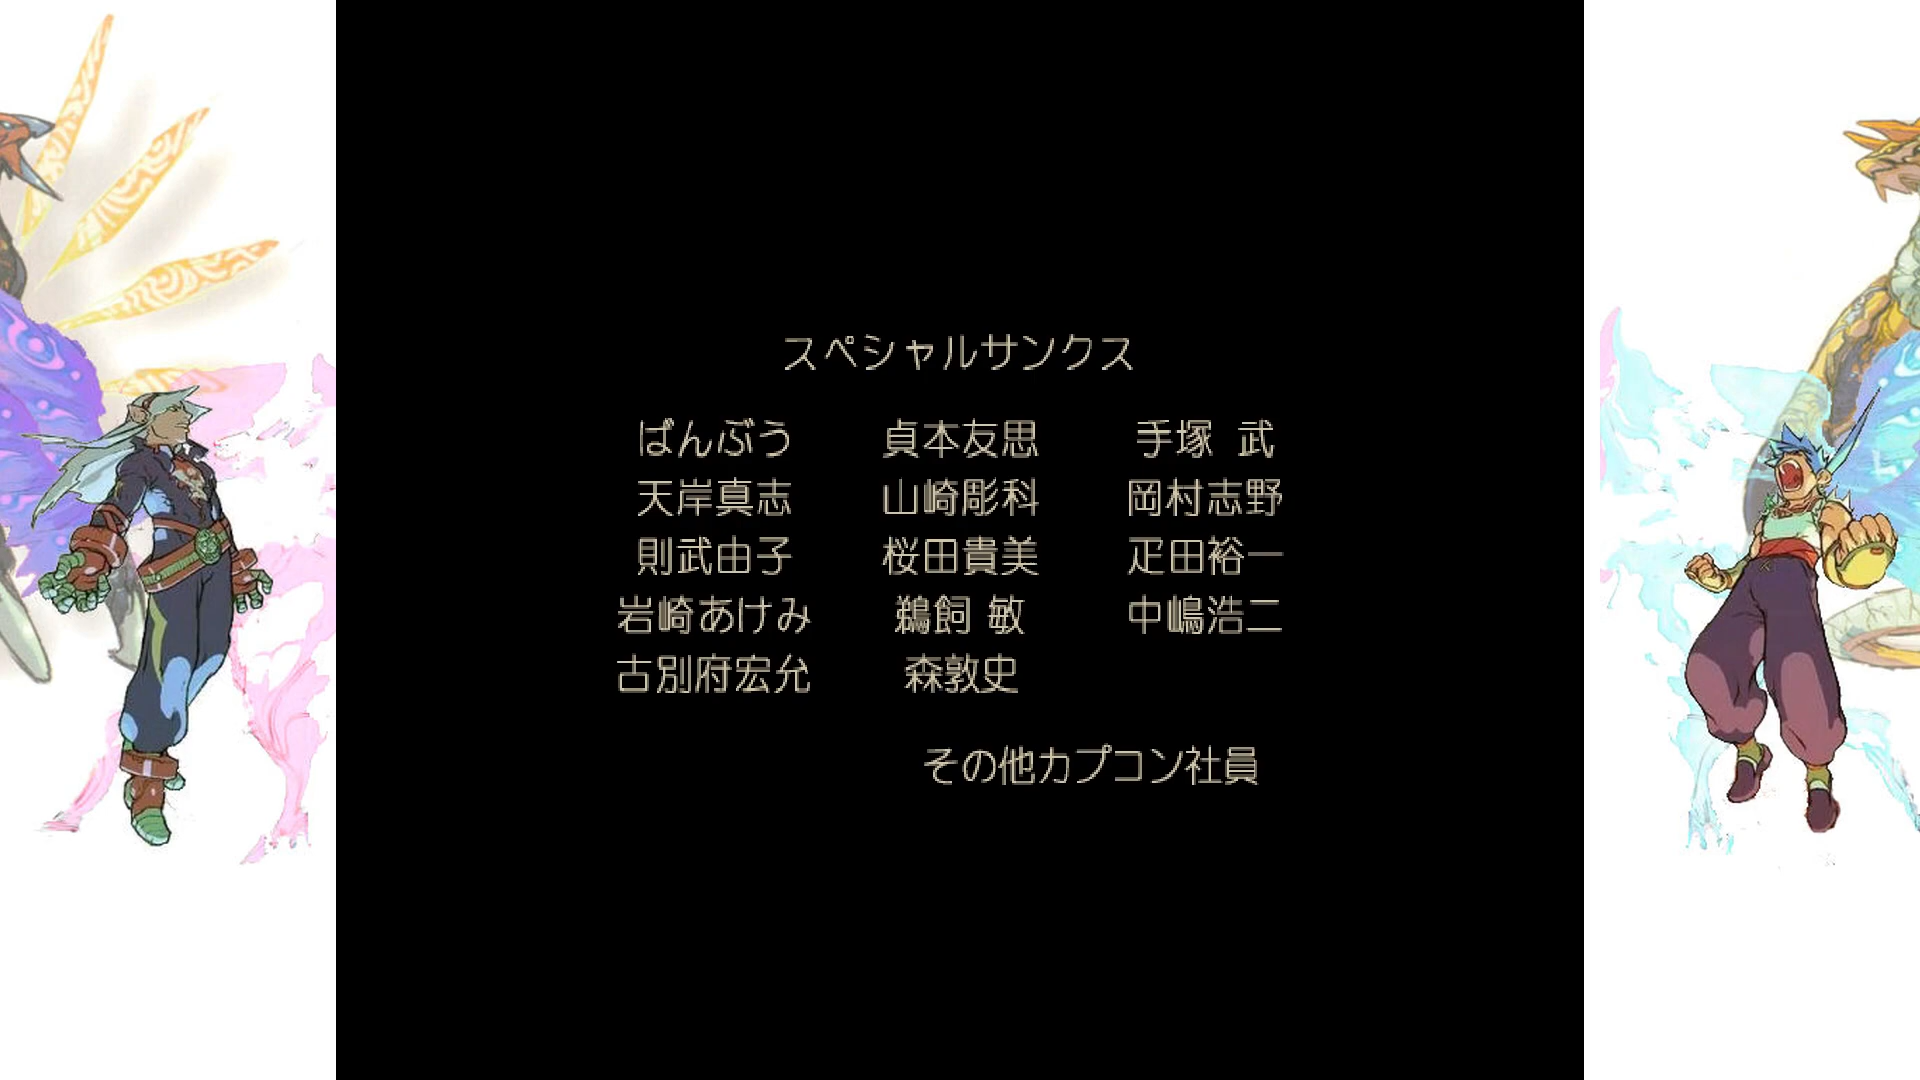 スペシャルサンクス
ばんぶう 貞本友思 手塚 武
天岸真志 山崎彫科 岡村志野
則武由子 桜田貴美 疋田裕一
岩崎あけみ 鵜飼 敏 中嶋浩二
古別府宏允 森敦史
その他カプコン社員